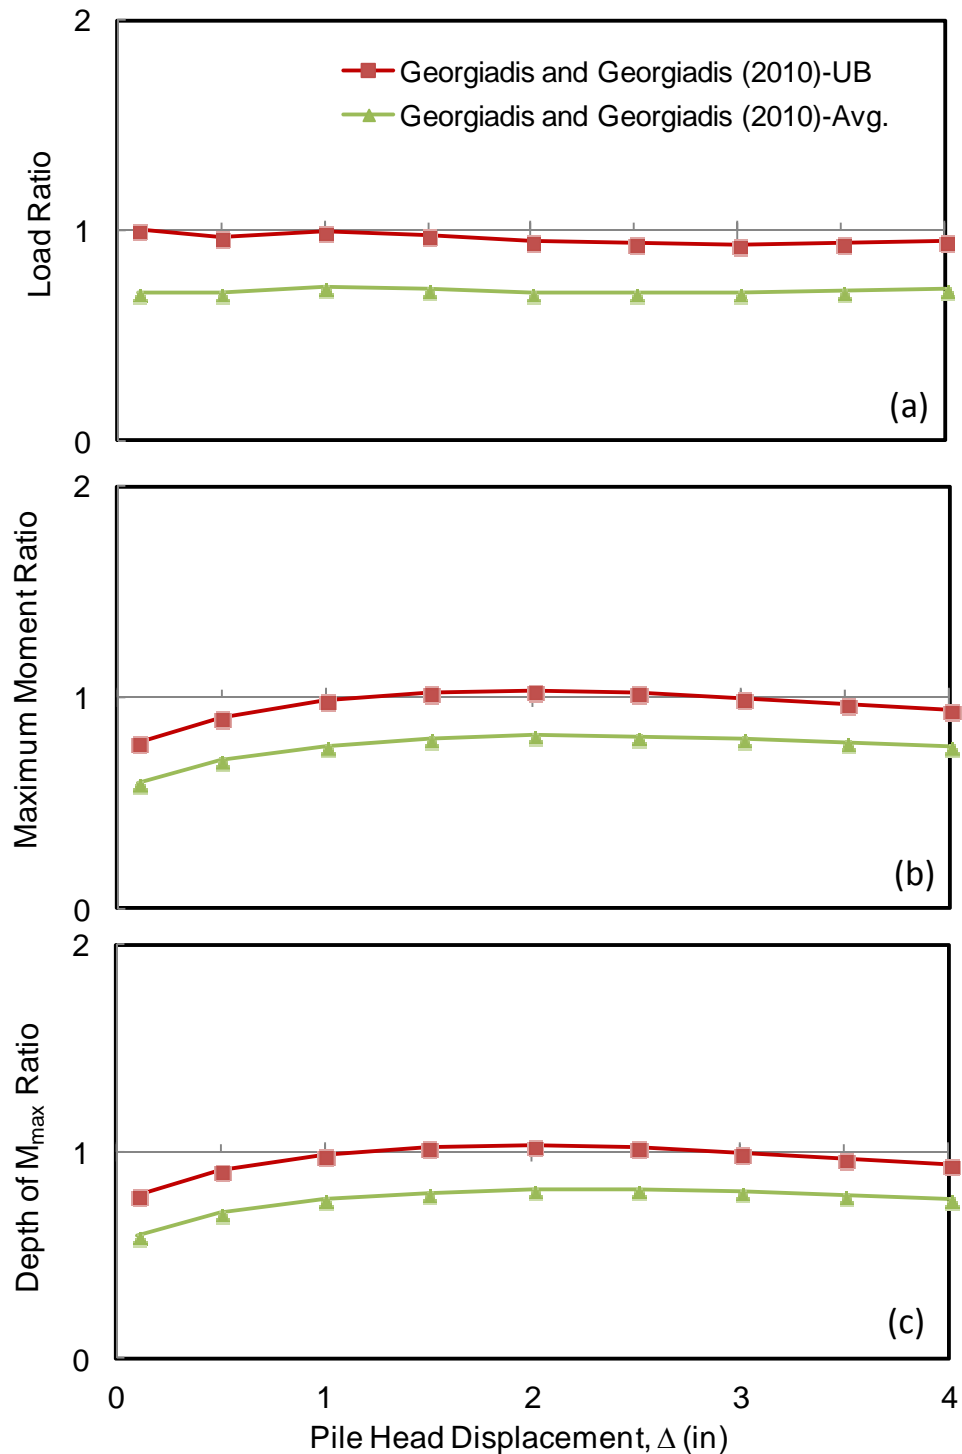 2
Georgiadis and Georgiadis (2010)-UB
Georgiadis and Georgiadis (2010)-Avg.
Load Ratio
1
(a)
0
2
Maximum Moment Ratio
1
(b)
0
2
Depth of Mmax Ratio
1
(c)
0
0 1 2 3 4
Pile Head Displacement, Δ (in)